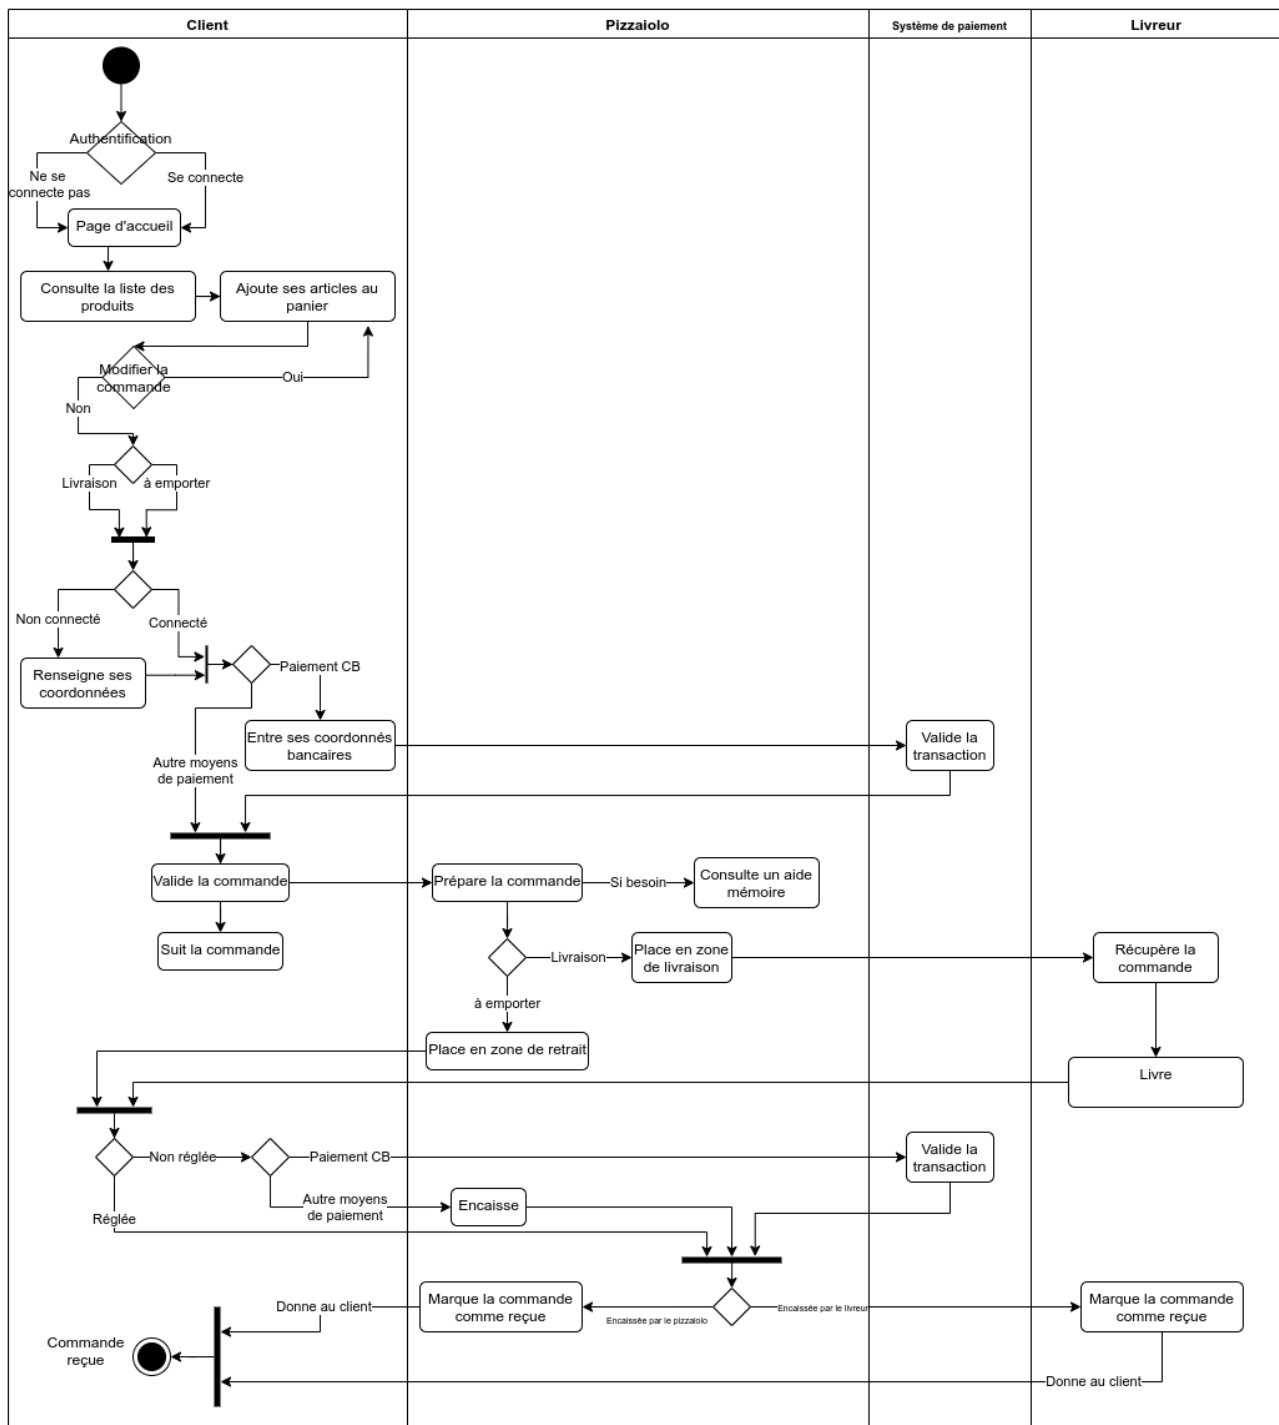 Client
Pizzaiolo
Système de paiement
Livreur
Authentification
Ne se
connecte pas
Se connecte
Page d'accueil
Consulte la liste des
produits
Ajoute ses articles au
panier
Modifier la
commande
Oui
Non
Livraison
à emporter
Non connecté
Connecté
Renseigne ses
coordonnées
Paiement CB
Entre ses coordonnés
bancaires
Valide la
transaction
Autre moyens
de paiement
Valide la commande
Prépare la commande
Si besoin
Consulte un aide
mémoire
Suit la commande
Livraison
Place en zone
de livraison
Récupère la
commande
à emporter
Place en zone de retrait
Livre
Non réglée
Paiement CB
Valide la
transaction
Autre moyens
de paiement
Encaisse
Réglée
Donne au client
Marque la commande
comme reçue
Encaissée par le pizzaiolo
Encaissée par le livreur
Marque la commande
comme reçue
Commande
reçue
Donne au client